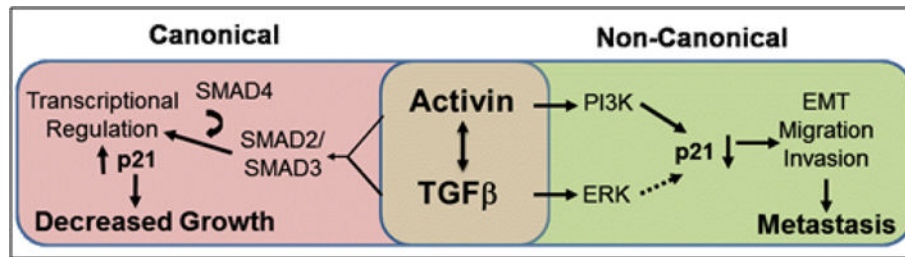 Canonical
Non-Canonical
Transcriptional
Regulation
p21
Decreased Growth
SMAD4
SMAD2/
SMAD3
Activin
TGFβ
PI3K
ERK
p21
EMT
Migration
Invasion
Metastasis